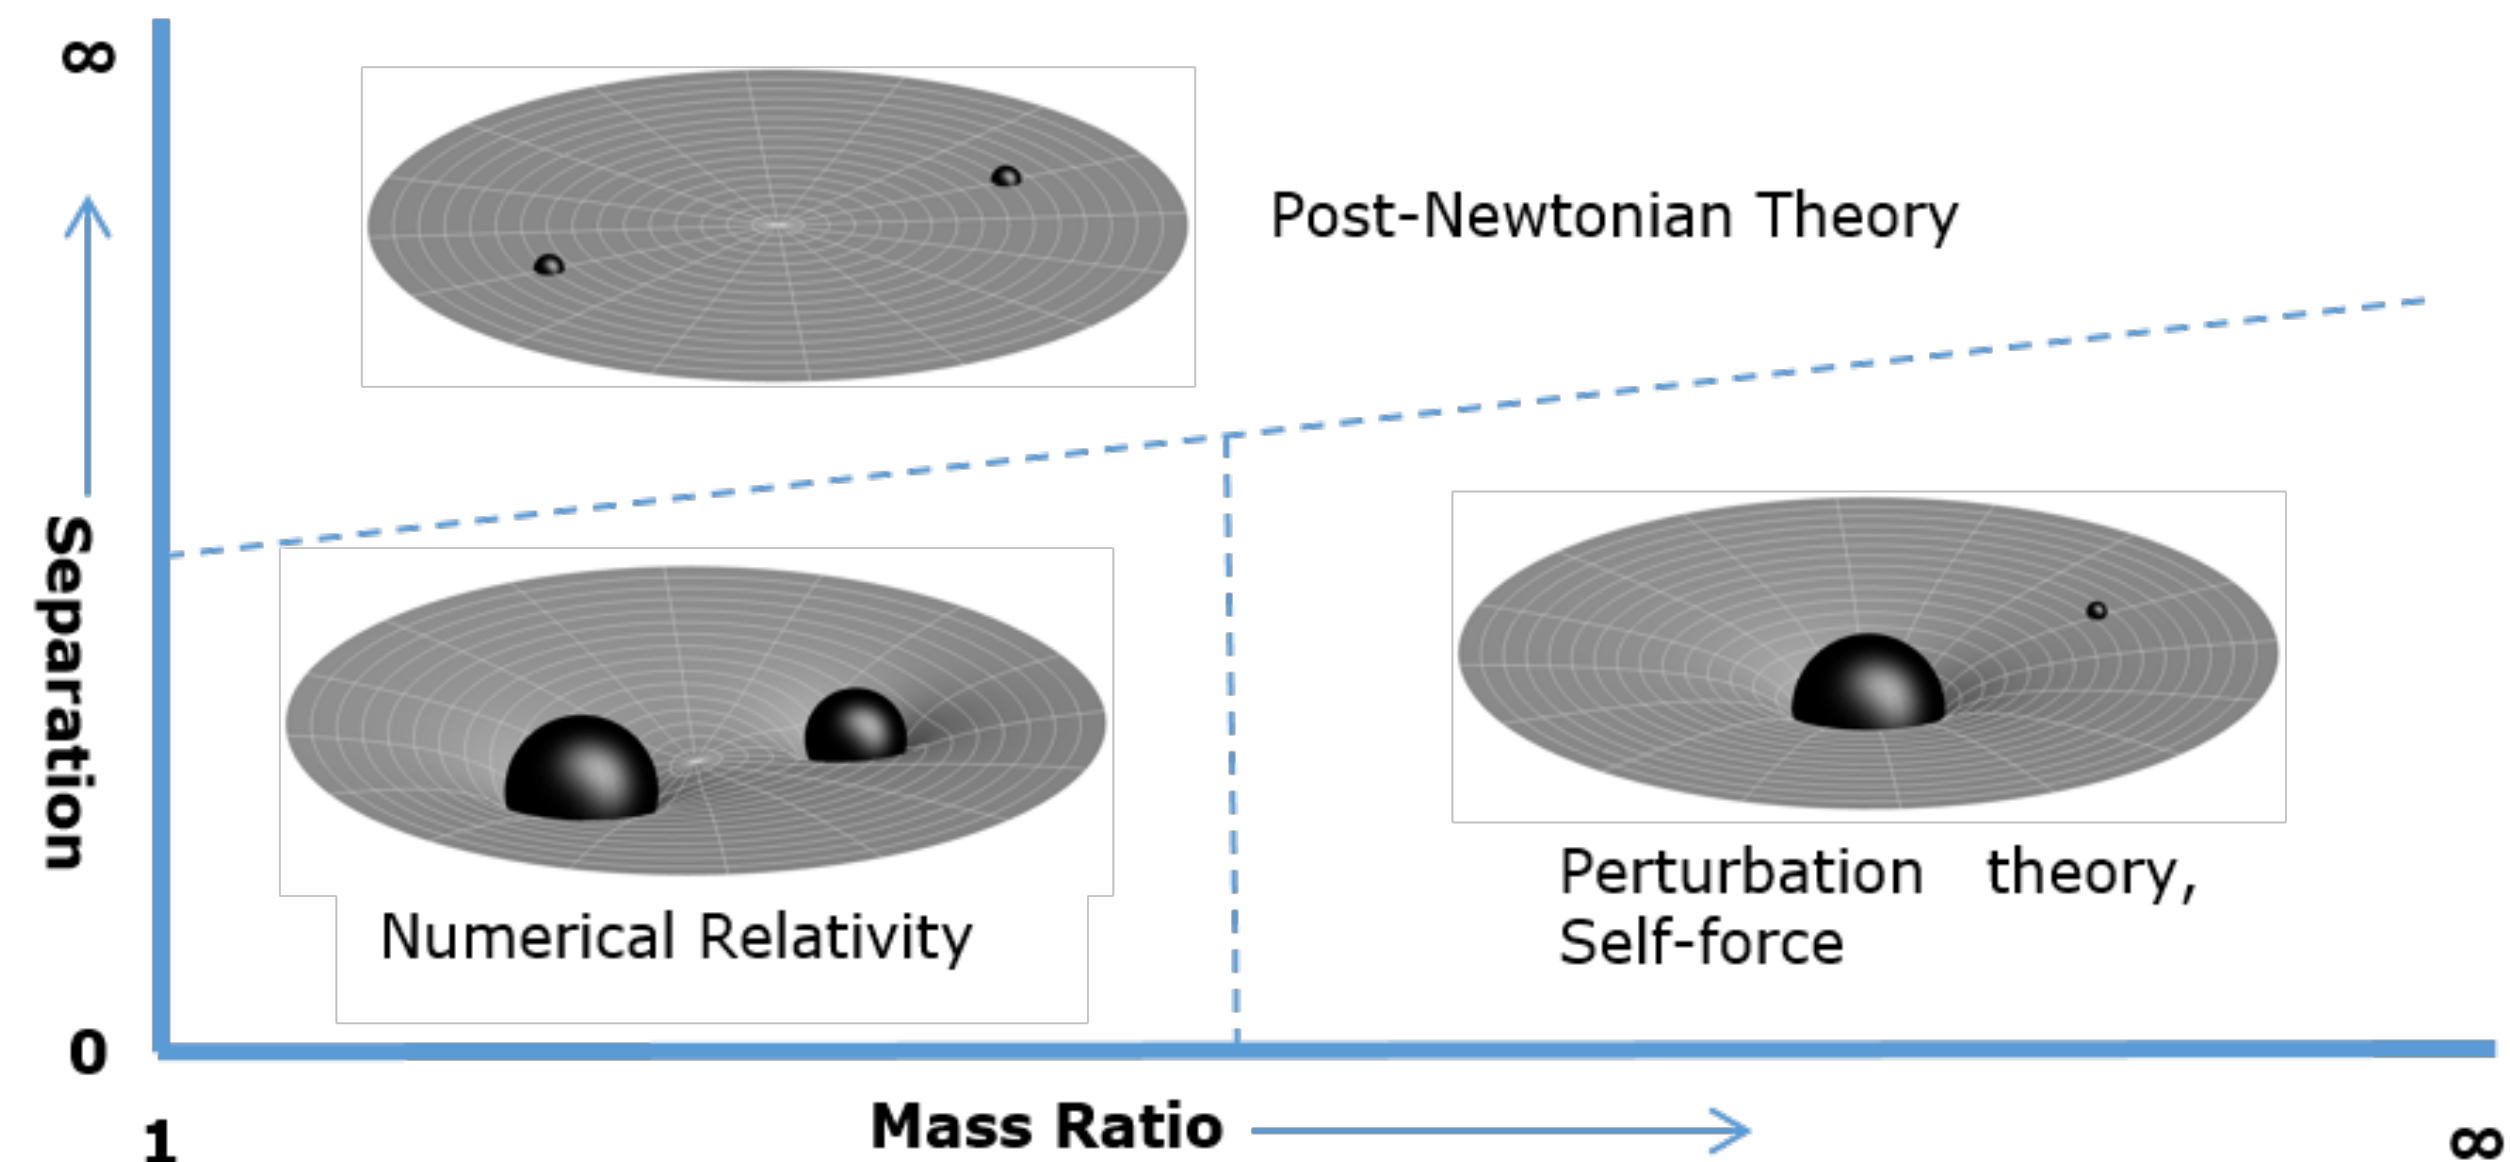 ∞
Post-Newtonian Theory
Separation
Numerical Relativity
Perturbation theory,
Self-force
0
1
Mass Ratio
∞